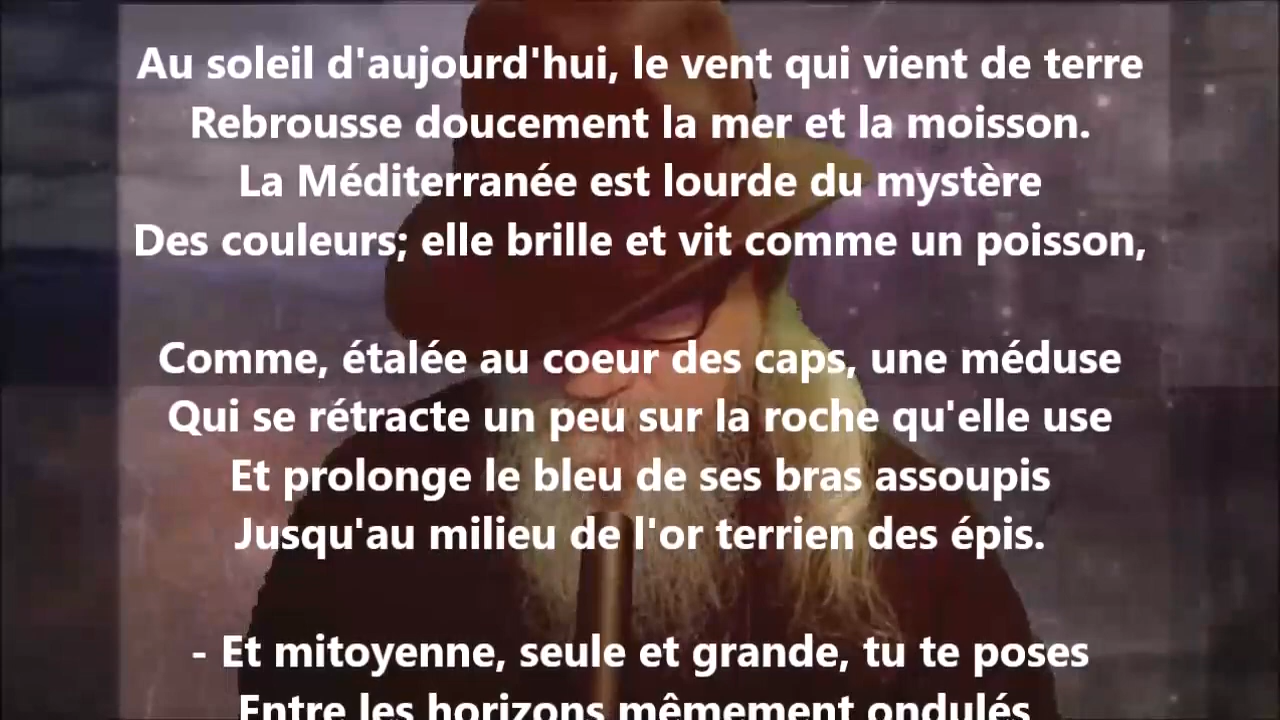 Au soleil d'aujourd'hui, le vent qui vient de terre
Rebrousse doucement la mer et la moisson.
La Méditerranée est lourde du mystère
Des couleurs; elle brille et vit comme un poisson,
Comme, étalée au coeur des caps, une méduse
Qui se rétracte un peu sur la roche qu'elle use
Et prolonge le bleu de ses bras assoupis
Jusqu'au milieu de l'or terrien des épis.
- Et mitoyenne, seule et grande, tu te poses
Entre les horizons mêmement ondulés